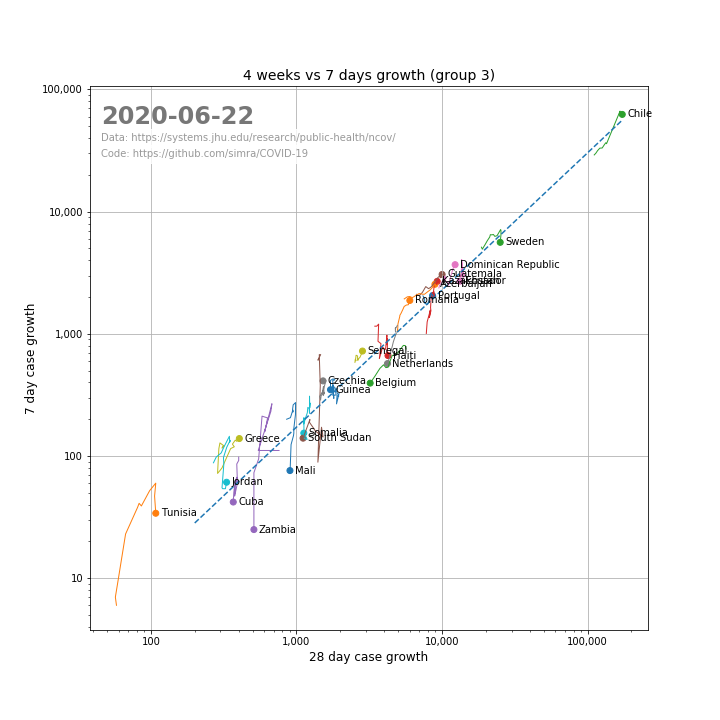 4 weeks vs 7 days growth (group 3)
2020-06-22
Data: https://systems.jhu.edu/research/public-health/ncov/
Code: https://github.com/simra/COVID-19
7 day case growth
100,000
10,000
1,000
100
10
Chile
Sweden
Dominican Republic
Guatemala
Azerbaijan
Portugal
Romania
Senegal
Haiti
Netherlands
Czechia
Belgium
Guinea
Somalia
South Sudan
Greece
Mali
Jordan
Cuba
Tunisia
Zambia
100
1,000
10,000
100,000
28 day case growth